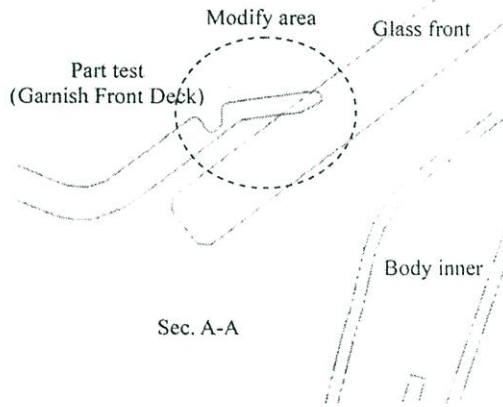 Modify area
Glass front
Part test
(Garnish Front Deck)
Body inner
Sec. A-A